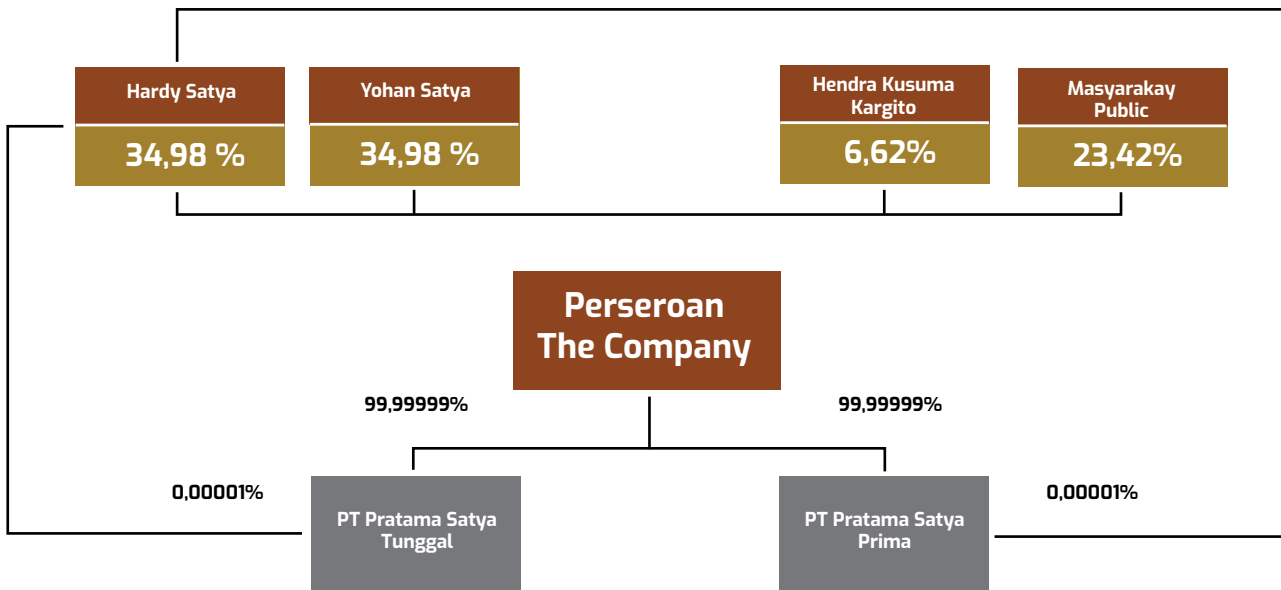 Hardy Satya
34,98 %
Yohan Satya
34,98 %
Hendra Kusuma
Kargito
6,62%
Masyarakay
Public
23,42%
Perseroan
The Company
99,99999%
99,99999%
0,00001%
PT Pratama Satya
Tunggal
PT Pratama Satya
Prima
0,00001%